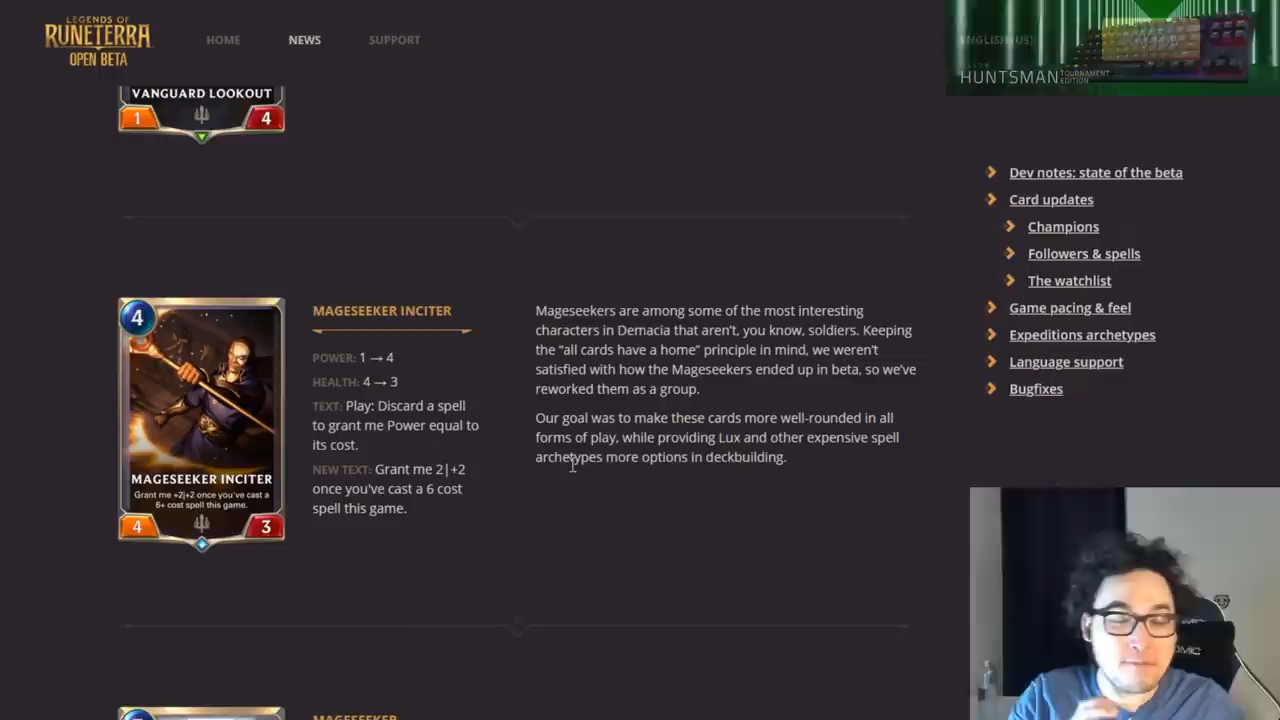 LEGENDS OF
RUNETERRA
OPEN BETA
HOME
NEWS
SUPPORT
ENGLISH (US)
HUNTSMAN TOURNAMENT
EDITION
VANGUARD LOOKOUT
1
4
Dev notes: state of the beta
Card updates
Champions
Followers & spells
The watchlist
Game pacing & feel
Expeditions archetypes
Language support
Bugfixes
4
MAGESEEKER INCITER
Grant me +2|+2 once you've cast a
6+ cost spell this game.
4
3
MAGESEEKER INCITER
POWER: 1 → 4
HEALTH: 4 → 3
TEXT: Play: Discard a spell
to grant me Power equal to
its cost.
NEW TEXT: Grant me 2|+2
once you've cast a 6 cost
spell this game.
Mageseekers are among some of the most interesting
characters in Demacia that aren't, you know, soldiers. Keeping
the “all cards have a home” principle in mind, we weren't
satisfied with how the Mageseekers ended up in beta, so we've
reworked them as a group.
Our goal was to make these cards more well-rounded in all
forms of play, while providing Lux and other expensive spell
archetypes more options in deckbuilding.
MAGESEEKER